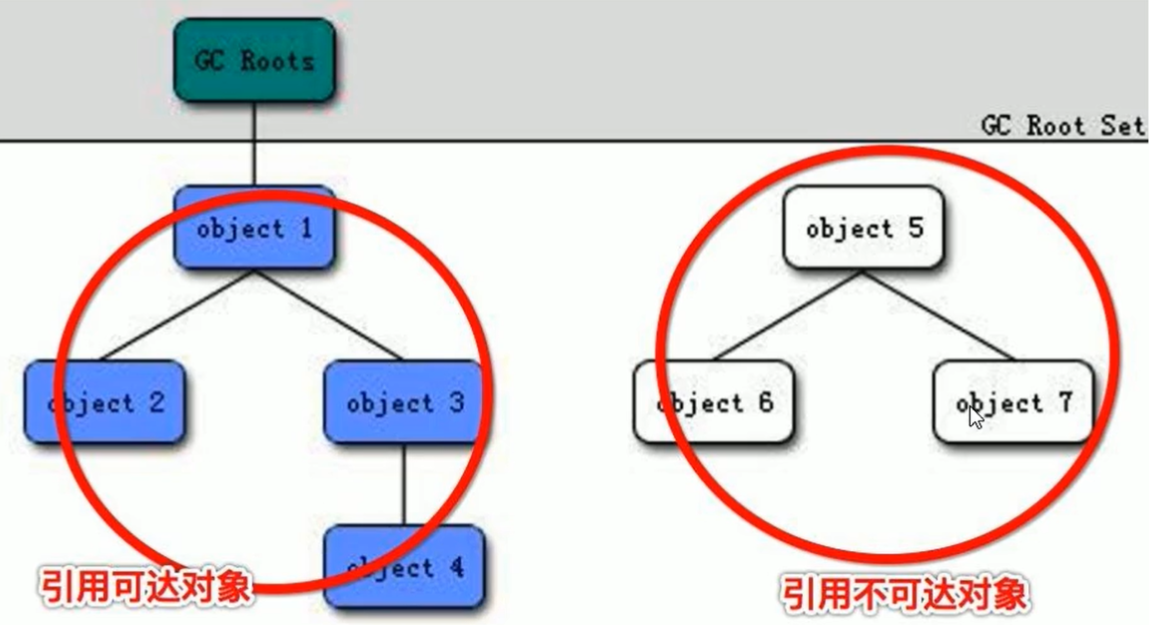 GC Roots
GC Root Set
object 1
object 5
object 2
object 3
object 6
object 7
object 4
引用可达对象
引用不可达对象